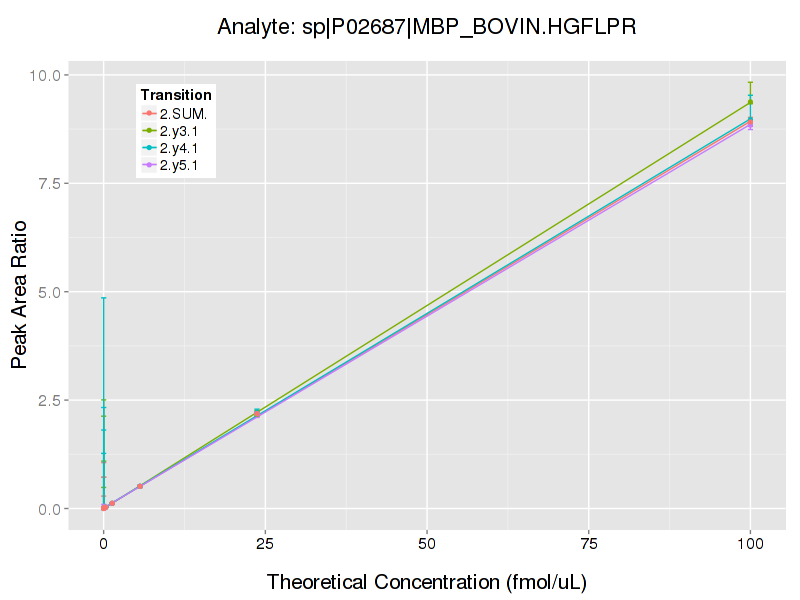 Analyte: sp|P02687|MBP_BOVIN.HGFLPR
Transition
2.SUM.
2.y3.1
2.y4.1
2.y5.1
10.0
7.5
5.0
2.5
0.0
Peak Area Ratio
0 25 50 75 100
Theoretical Concentration (fmol/uL)